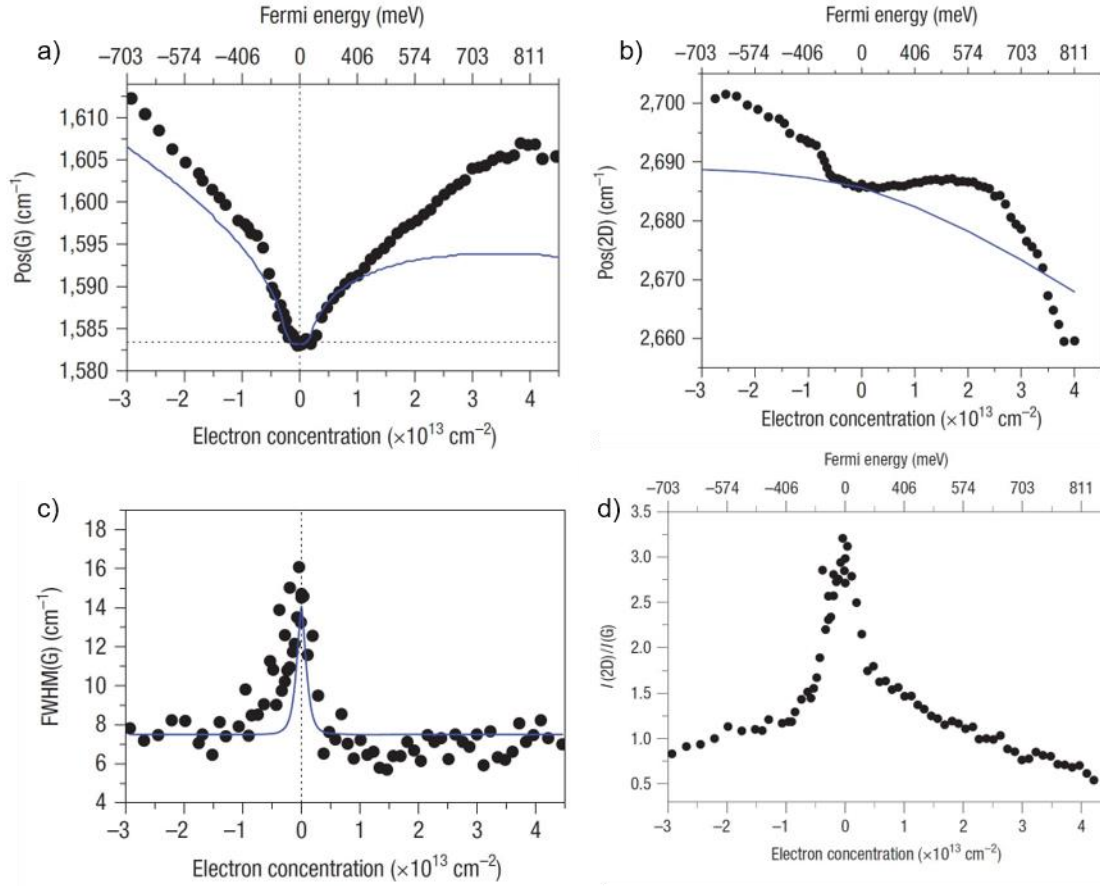 Fermi energy (meV)
−703 −574 −406 0 406 574 703 811
a)
1,610
1,605
1,600
1,595
1,590
1,585
1,580
Pos(G) (cm⁻¹)
−3 −2 −1 0 1 2 3 4
Electron concentration (×10¹³ cm⁻²)
Fermi energy (meV)
−703 −574 −406 0 406 574 703 811
b)
2,700
2,690
2,680
2,670
2,660
Pos(2D) (cm⁻¹)
−3 −2 −1 0 1 2 3 4
Electron concentration (×10¹³ cm⁻²)
c)
18
16
14
12
10
8
6
4
FWHM(G) (cm⁻¹)
−3 −2 −1 0 1 2 3 4
Electron concentration (×10¹³ cm⁻²)
Fermi energy (meV)
−703 −574 −406 0 406 574 703 811
d)
3.5
3.0
2.5
2.0
1.5
1.0
0.5
I(2D)/I(G)
−3 −2 −1 0 1 2 3 4
Electron concentration (×10¹³ cm⁻²)